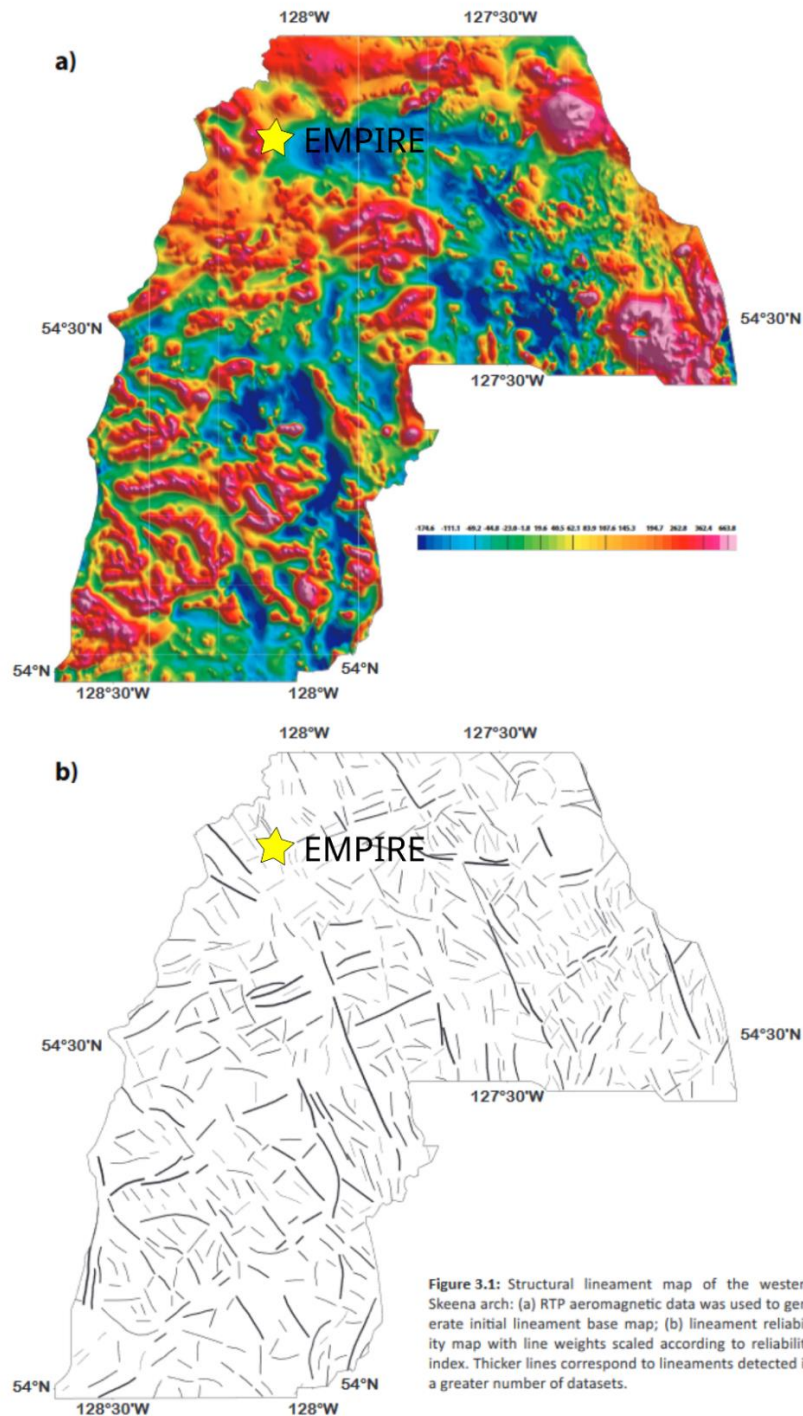 128°W 127°30'W
a)
EMPIRE
54°30'N 54°30'N
127°30'W
-174.6 -111.3 -69.2 -44.8 -23.0 -1.8 19.6 40.5 62.3 83.9 107.6 145.3 194.7 262.8 362.4 663.8
54°N 54°N
128°30'W 128°W
128°W 127°30'W
b)
EMPIRE
54°30'N 54°30'N
127°30'W
Figure 3.1: Structural lineament map of the wester
Skeena arch: (a) RTP aeromagnetic data was used to gen
erate initial lineament base map; (b) lineament reliabi
ity map with line weights scaled according to reliabilit
index. Thicker lines correspond to lineaments detected i
a greater number of datasets.
54°N 54°N
128°30'W 128°W